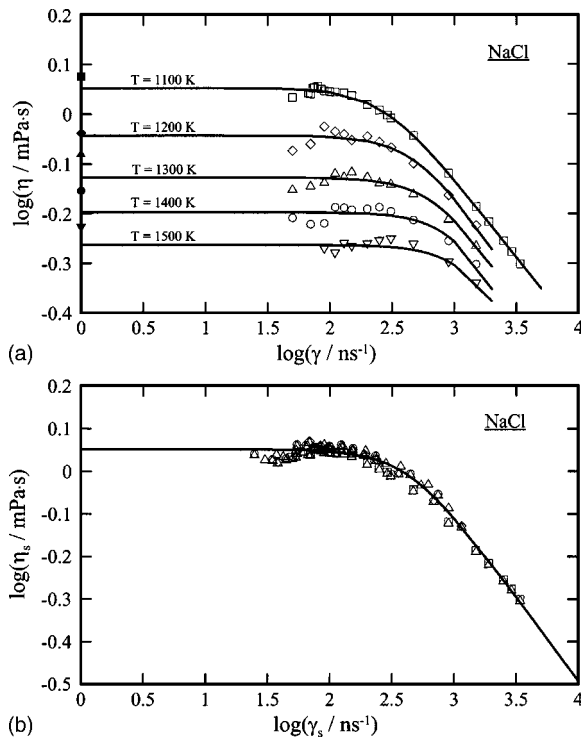 0.2
NaCl
0.1
T = 1100 K
0
T = 1200 K
-0.1
T = 1300 K
T = 1400 K
-0.2
T = 1500 K
-0.3
-0.4
log(η / mPa·s)
0 0.5 1 1.5 2 2.5 3 3.5 4
(a)
log(γ / ns⁻¹)
0.2
NaCl
0.1
0
-0.1
-0.2
-0.3
-0.4
-0.5
log(ηₛ / mPa·s)
0 0.5 1 1.5 2 2.5 3 3.5 4
(b)
log(γₛ / ns⁻¹)